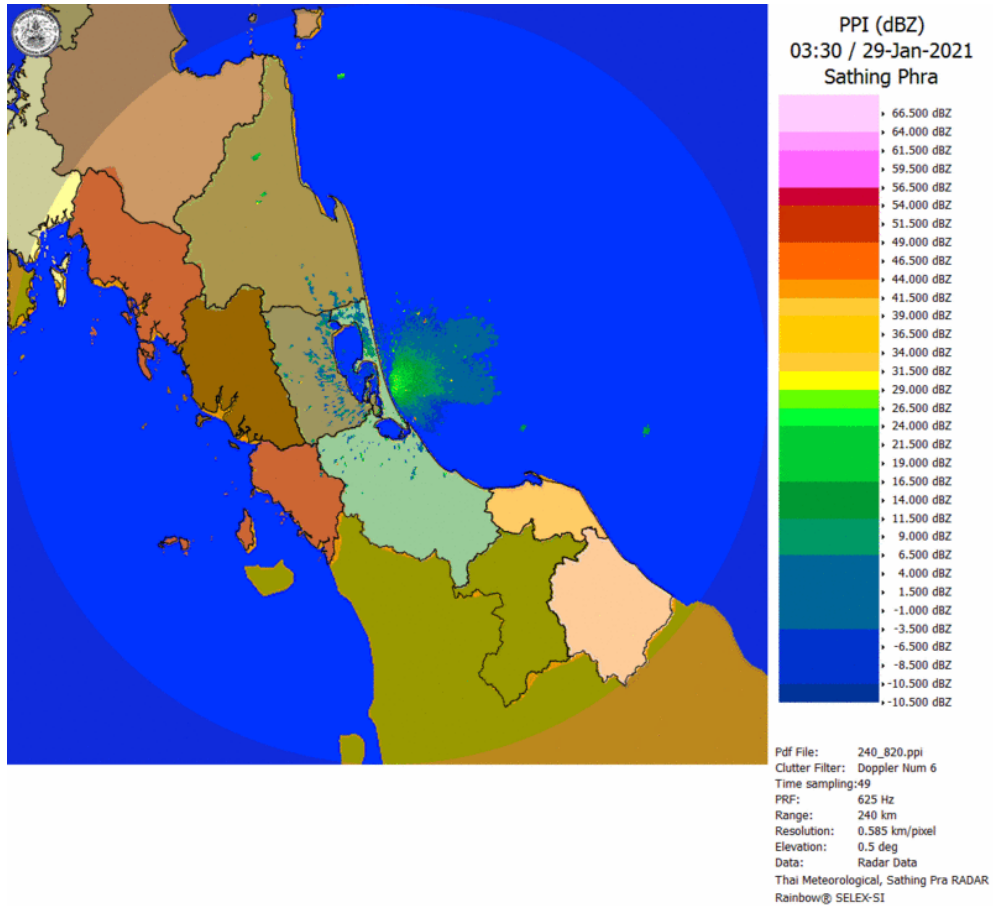 PPI (dBZ)
03:30 / 29-Jan-2021
Sathing Phra
66.500 dBZ
64.000 dBZ
61.500 dBZ
59.500 dBZ
56.500 dBZ
54.000 dBZ
51.500 dBZ
49.000 dBZ
46.500 dBZ
44.000 dBZ
41.500 dBZ
39.000 dBZ
36.500 dBZ
34.000 dBZ
31.500 dBZ
29.000 dBZ
26.500 dBZ
24.000 dBZ
21.500 dBZ
19.000 dBZ
16.500 dBZ
14.000 dBZ
11.500 dBZ
9.000 dBZ
6.500 dBZ
4.000 dBZ
1.500 dBZ
-1.000 dBZ
-3.500 dBZ
-6.500 dBZ
-8.500 dBZ
-10.500 dBZ
-10.500 dBZ
Pdf File: 240_820.ppi
Clutter Filter: Doppler Num 6
Time sampling:49
PRF: 625 Hz
Range: 240 km
Resolution: 0.585 km/pixel
Elevation: 0.5 deg
Data: Radar Data
Thai Meteorological, Sathing Pra RADAR
Rainbow® SELEX-SI